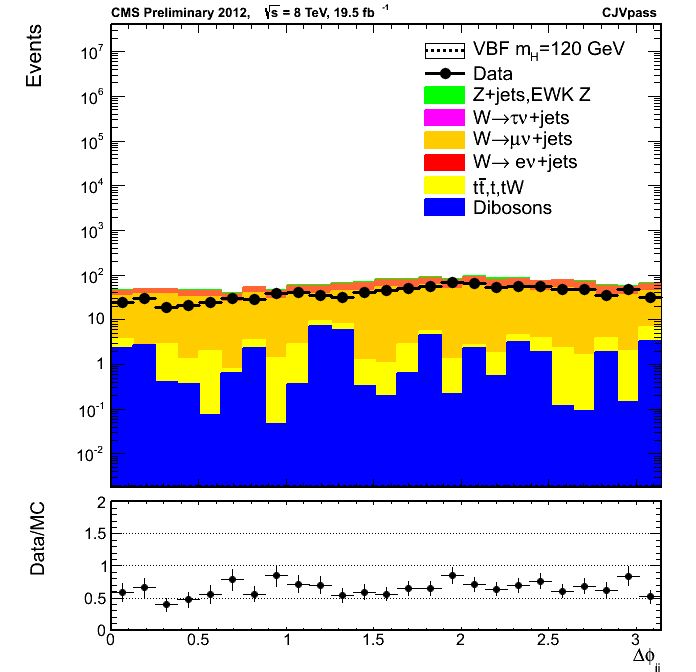 CMS Preliminary 2012, √s = 8 TeV, 19.5 fb⁻¹ CJVpass
Events
10⁷
10⁶
10⁵
10⁴
10³
10²
10
1
10⁻¹
10⁻²
VBF m_H=120 GeV
Data
Z+jets,EWK Z
W→τν+jets
W→μν+jets
W→ eν+jets
tt̄,t,tW
Dibosons
Data/MC
2
1.5
1
0.5
0
0 0.5 1 1.5 2 2.5 3
Δϕ_jj